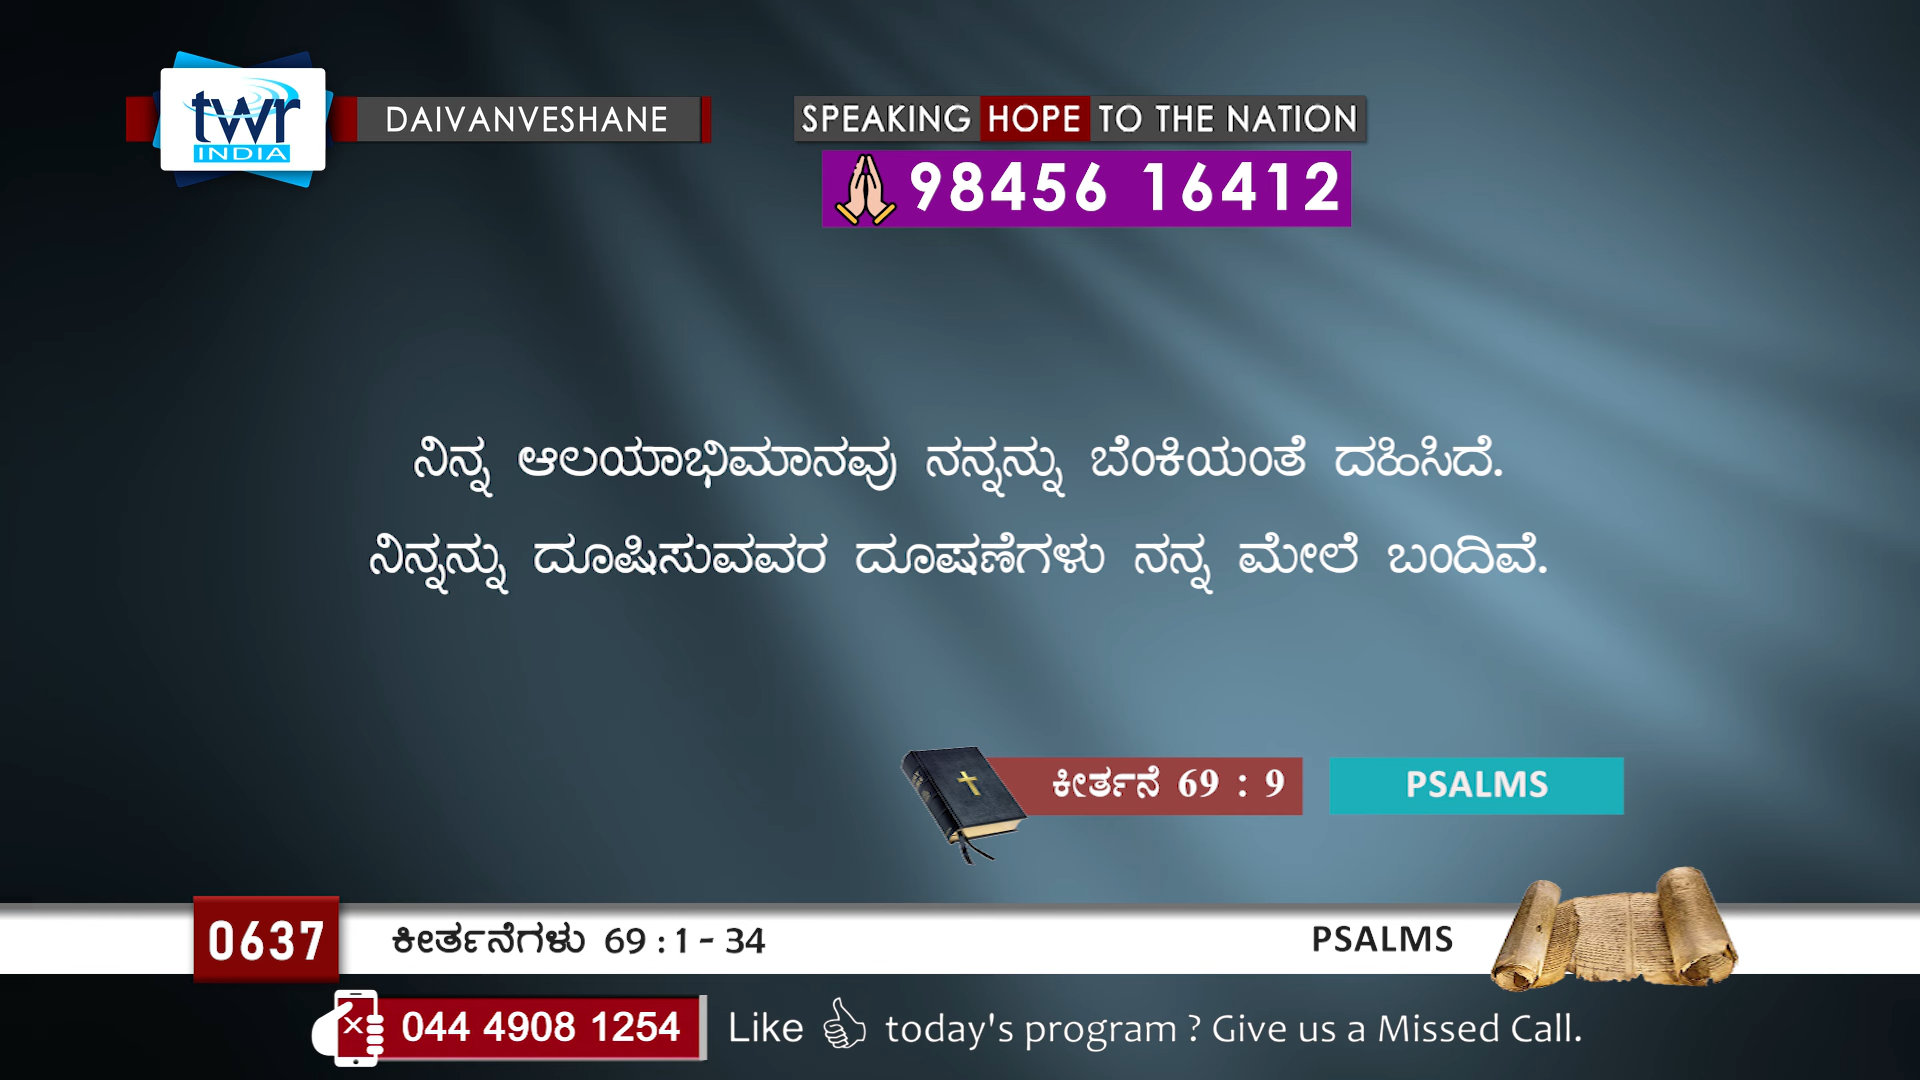 twr
INDIA
DAIVANVESHANE
SPEAKING HOPE TO THE NATION
98456 16412
ನಿನ್ನ ಆಲಯಾಭಿಮಾನವು ನನ್ನನ್ನು ಬೆಂಕಿಯಂತೆ ದಹಿಸಿದೆ.
ನಿನ್ನನ್ನು ದೂಷಿಸುವವರ ದೂಷಣೆಗಳು ನನ್ನ ಮೇಲೆ ಬಂದಿವೆ.
ಕೀರ್ತನೆ 69 : 9
PSALMS
0637
ಕೀರ್ತನೆಗಳು 69 : 1 - 34
PSALMS
044 4908 1254
Like today's program ? Give us a Missed Call.